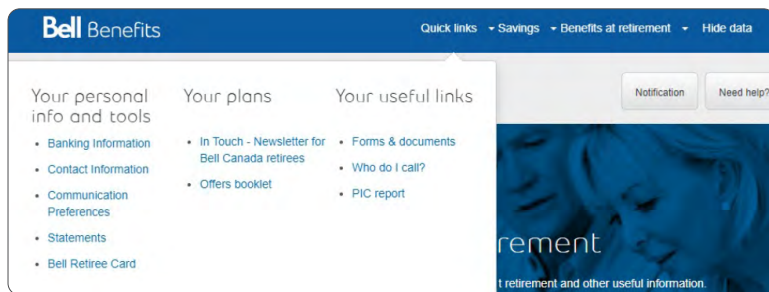 Bell Benefits
Quick links
Savings
Benefits at retirement
Hide data
Notification
Need help?
Your personal
info and tools
Banking Information
Contact Information
Communication
Preferences
Statements
Bell Retiree Card
Your plans
In Touch - Newsletter for
Bell Canada retirees
Offers booklet
Your useful links
Forms & documents
Who do I call?
PIC report
rement
t retirement and other useful information.